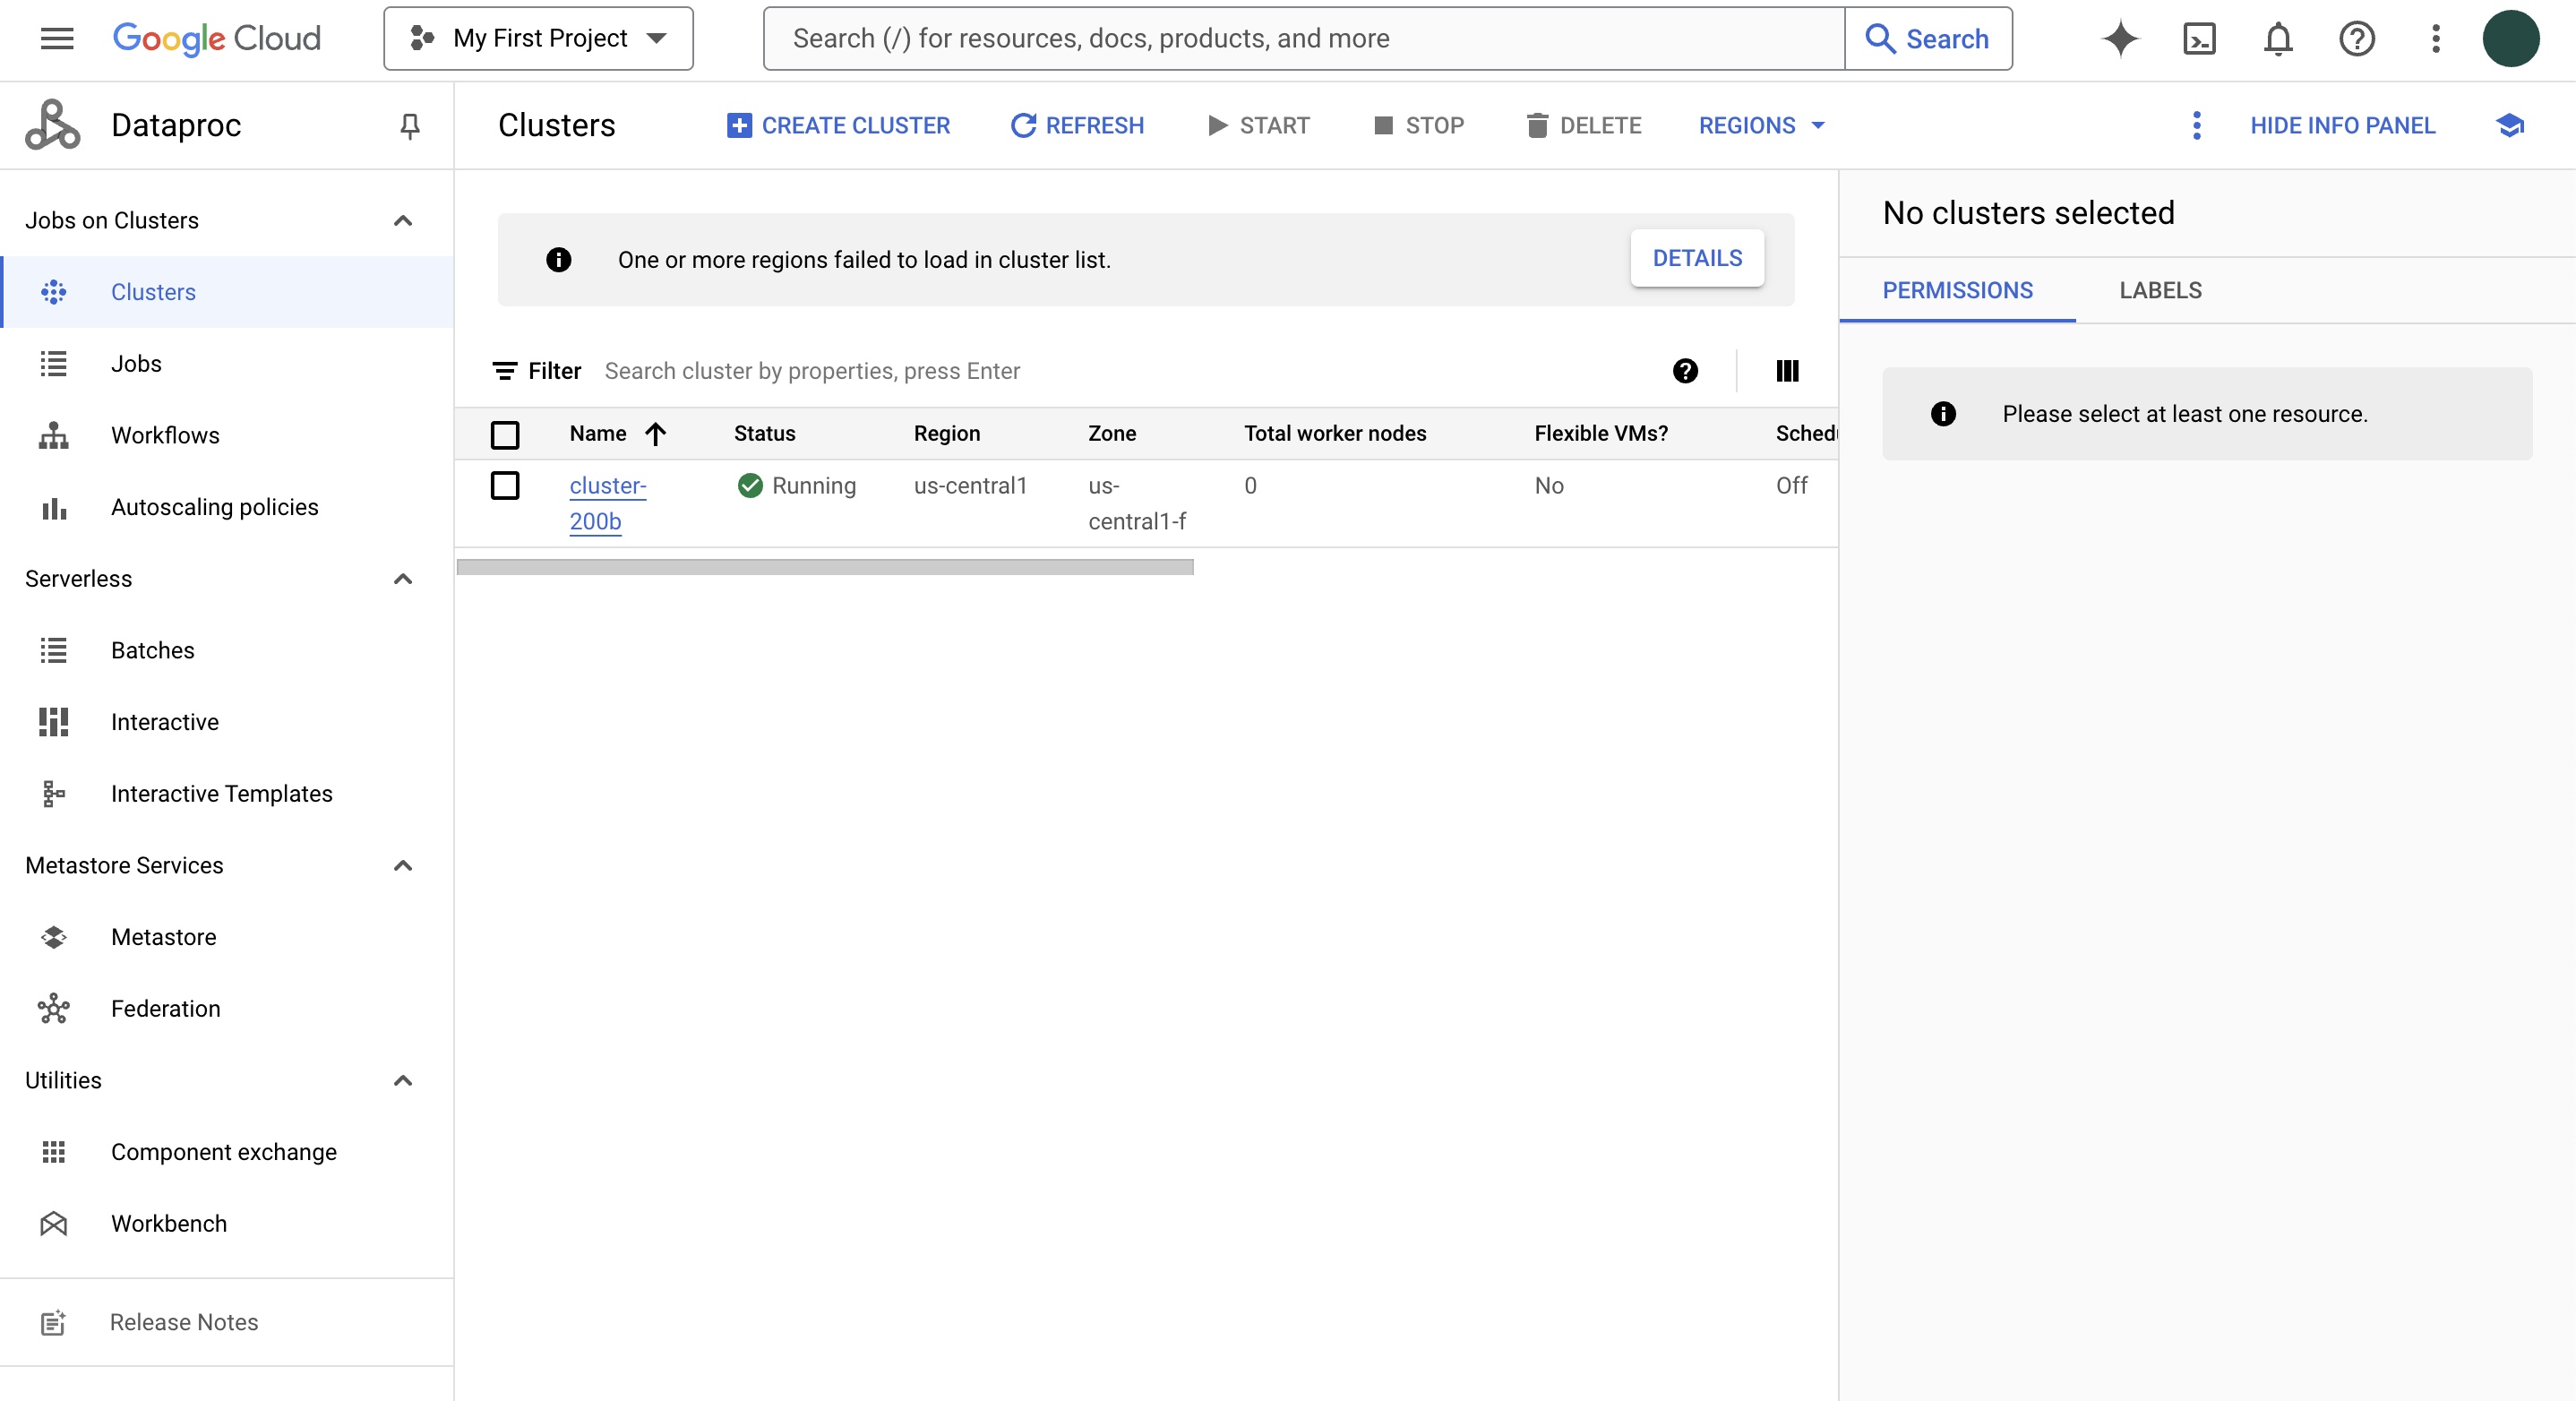 Google Cloud
My First Project
Search (/) for resources, docs, products, and more
Search
Dataproc
Clusters
CREATE CLUSTER
REFRESH
START
STOP
DELETE
REGIONS
HIDE INFO PANEL
Jobs on Clusters
Clusters
Jobs
Workflows
Autoscaling policies
Serverless
Batches
Interactive
Interactive Templates
Metastore Services
Metastore
Federation
Utilities
Component exchange
Workbench
Release Notes
One or more regions failed to load in cluster list.
DETAILS
Filter
Search cluster by properties, press Enter
Name Status Region Zone Total worker nodes Flexible VMs? Sched
cluster- Running us-central1 us- 0 No Off
200b central1-f
No clusters selected
PERMISSIONS
LABELS
Please select at least one resource.